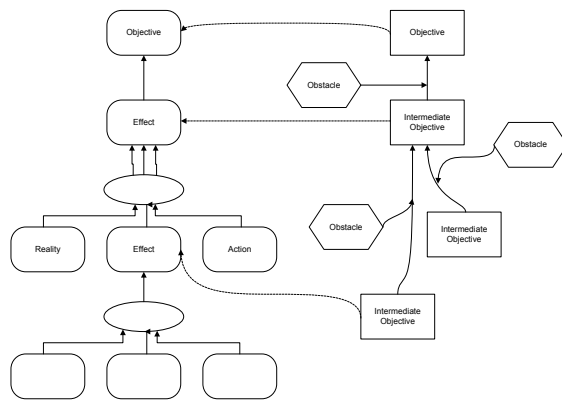 Objective
Objective
Obstacle
Effect
Intermediate
Objective
Obstacle
Reality
Effect
Action
Obstacle
Intermediate
Objective
Intermediate
Objective